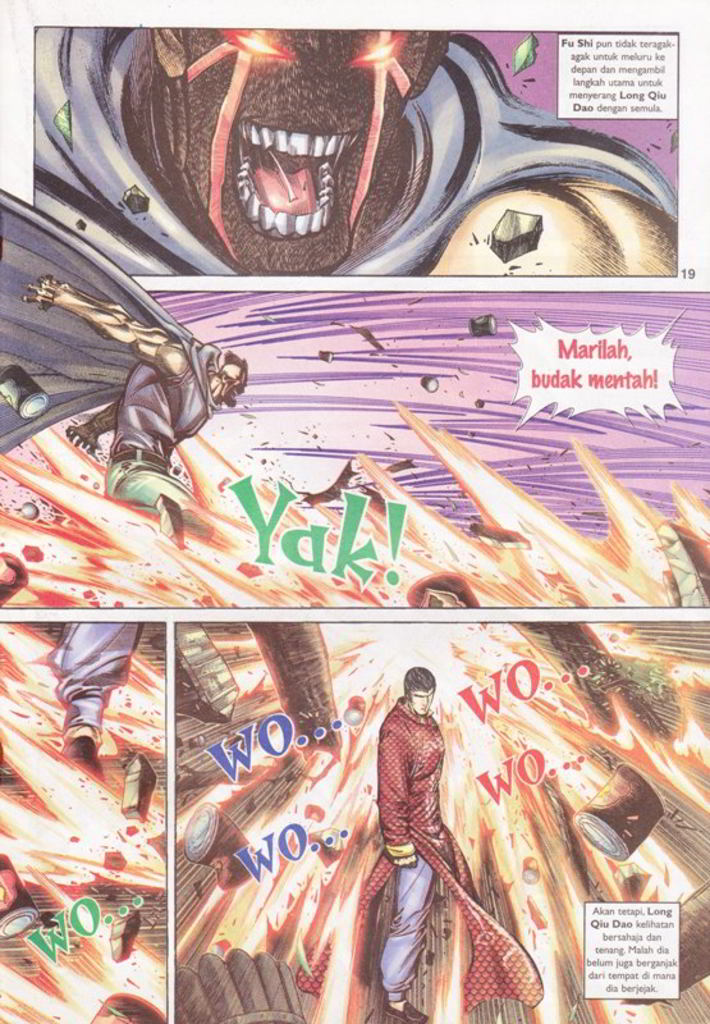 Fu Shi pun tidak teragak-
agak untuk meluru ke
depan dan mengambil
langkah utama untuk
menyerang Long Qiu
Dao dengan semula.
19
Marilah,
budak mentah!
Yak!
WO...
WO...
WO...
WO...
WO...
Akan tetapi, Long
Qiu Dao kelihatan
bersahaja dan
tenang. Malah dia
belum juga berganjak
dari tempat di mana
dia berjejak.